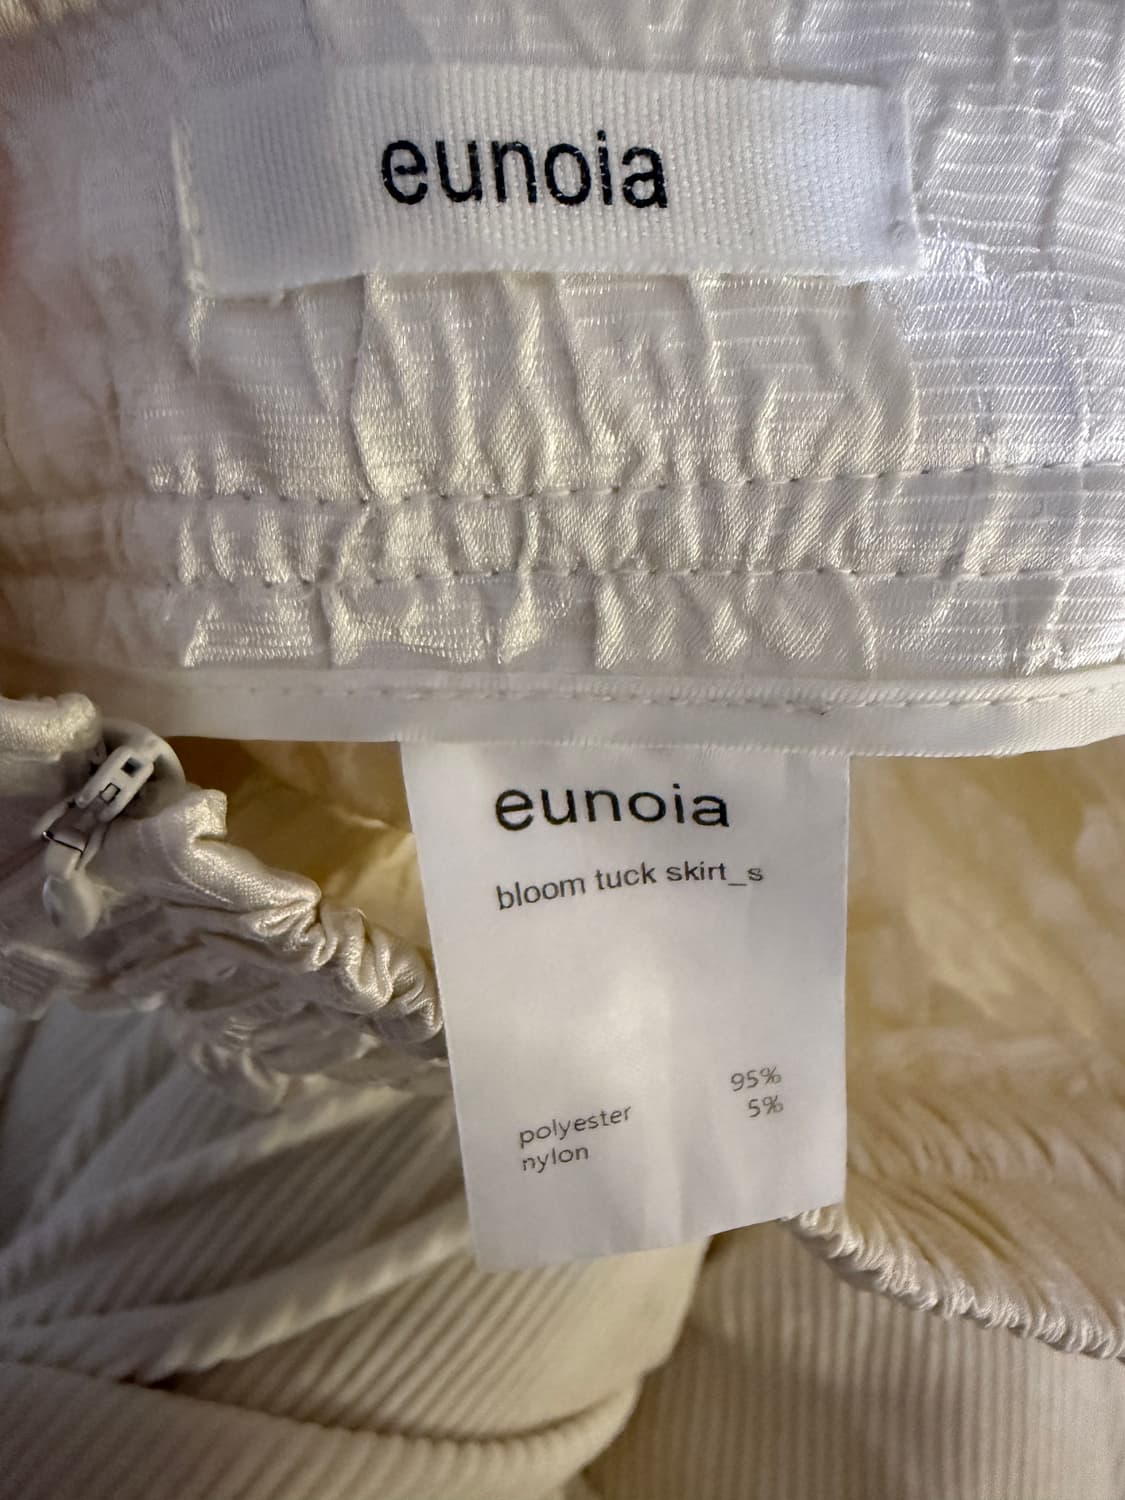 eunoia
eunoia
bloom tuck skirt_s
polyester 95%
nylon 5%